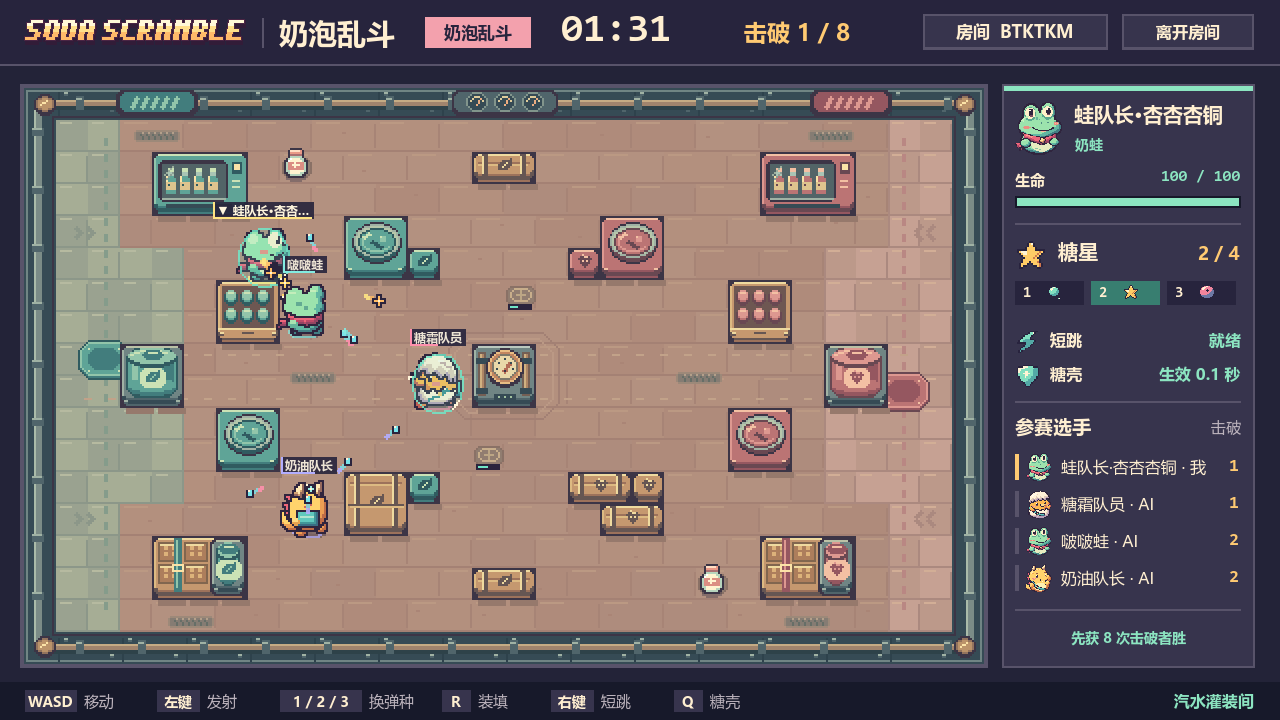 SODA SCRAMBLE
奶泡乱斗
奶泡乱斗
01:31
击破 1 / 8
房间 BTKTKM
离开房间
▼ 蛙队长·杏杏...
啵啵蛙
糖霜队员
奶油队长
蛙队长·杏杏杏铜
奶蛙
生命 100 / 100
糖星 2 / 4
1 2 3
短跳 就绪
糖壳 生效 0.1 秒
参赛选手 击破
蛙队长·杏杏杏铜 · 我 1
糖霜队员 · AI 1
啵啵蛙 · AI 2
奶油队长 · AI 2
先获 8 次击破者胜
WASD 移动 左键 发射 1 / 2 / 3 换弹种 R 装填 右键 短跳 Q 糖壳
汽水灌装间